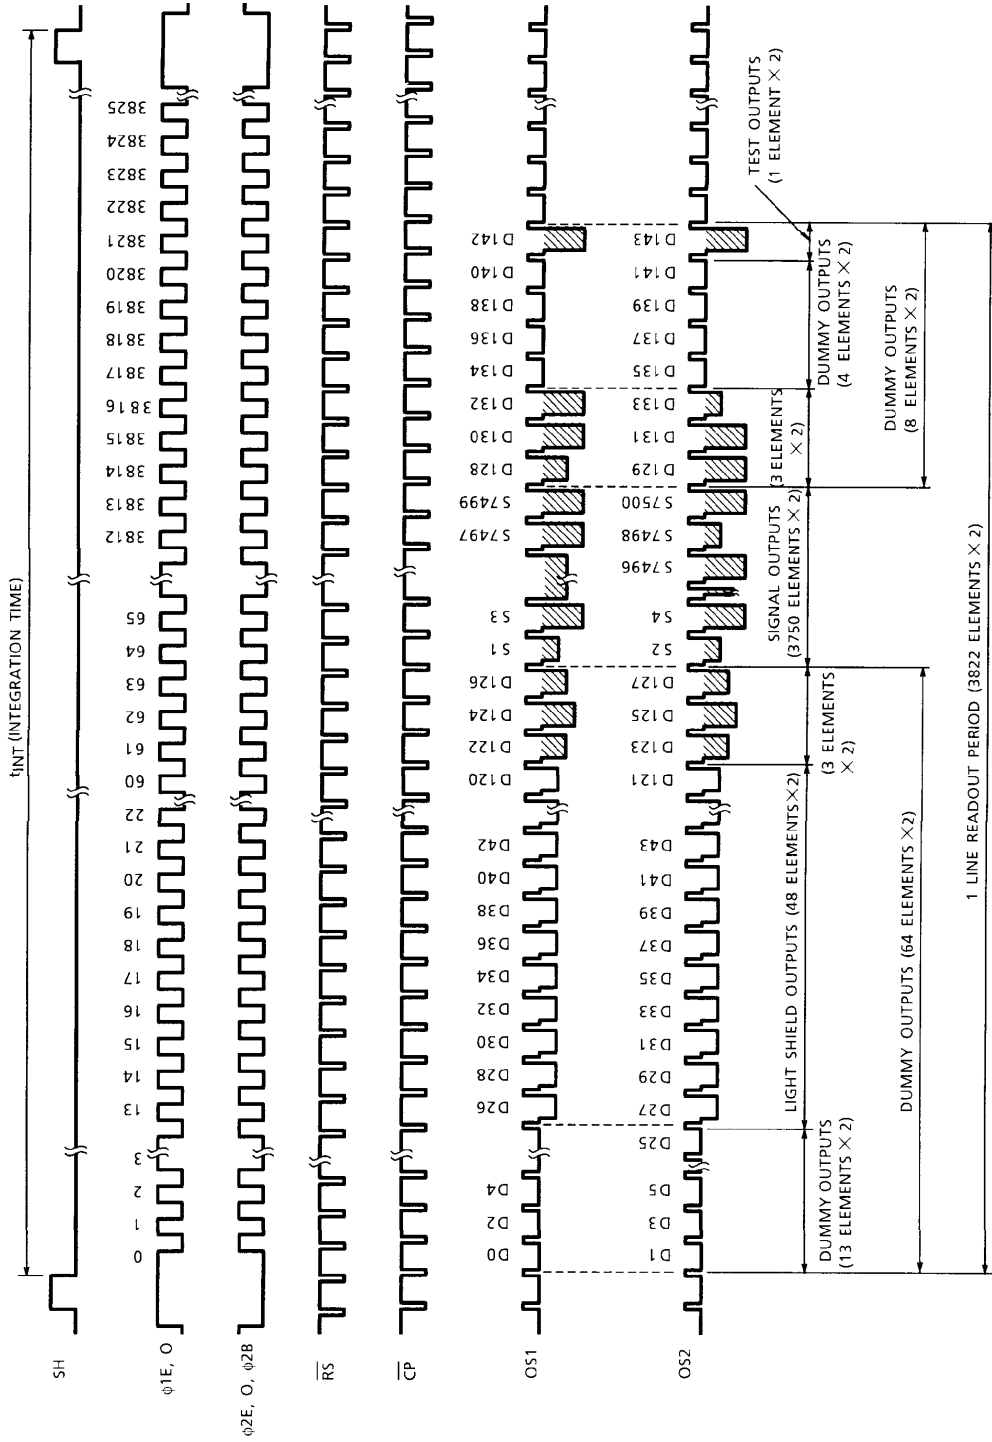 tINT (INTEGRATION TIME)
SH
φ1E, O
0 1 2 3 13 14 15 16 17 18 19 20 21 22 60 61 62 63 64 65 3812 3813 3814 3815 3816 3817 3818 3819 3820 3821 3822 3823 3824 3825
φ2E, O, φ2B
RS
CP
OS1
D0 D2 D4 D26 D28 D30 D32 D34 D36 D38 D40 D42 D120 D122 D124 D126 S1 S3 S7497 S7499 D128 D130 D132 D134 D136 D138 D140 D142
OS2
D1 D3 D5 D25 D27 D29 D31 D33 D35 D37 D39 D41 D43 D121 D123 D125 D127 S2 S4 S7496 S7498 S7500 D129 D131 D133 D135 D137 D139 D141 D143
DUMMY OUTPUTS
(13 ELEMENTS × 2)
LIGHT SHIELD OUTPUTS (48 ELEMENTS×2)
(3 ELEMENTS
× 2)
SIGNAL OUTPUTS
(3750 ELEMENTS × 2)
(3 ELEMENTS
× 2)
DUMMY OUTPUTS
(4 ELEMENTS × 2)
TEST OUTPUTS
(1 ELEMENT × 2)
DUMMY OUTPUTS (64 ELEMENTS ×2)
DUMMY OUTPUTS
(8 ELEMENTS × 2)
1 LINE READOUT PERIOD (3822 ELEMENTS × 2)